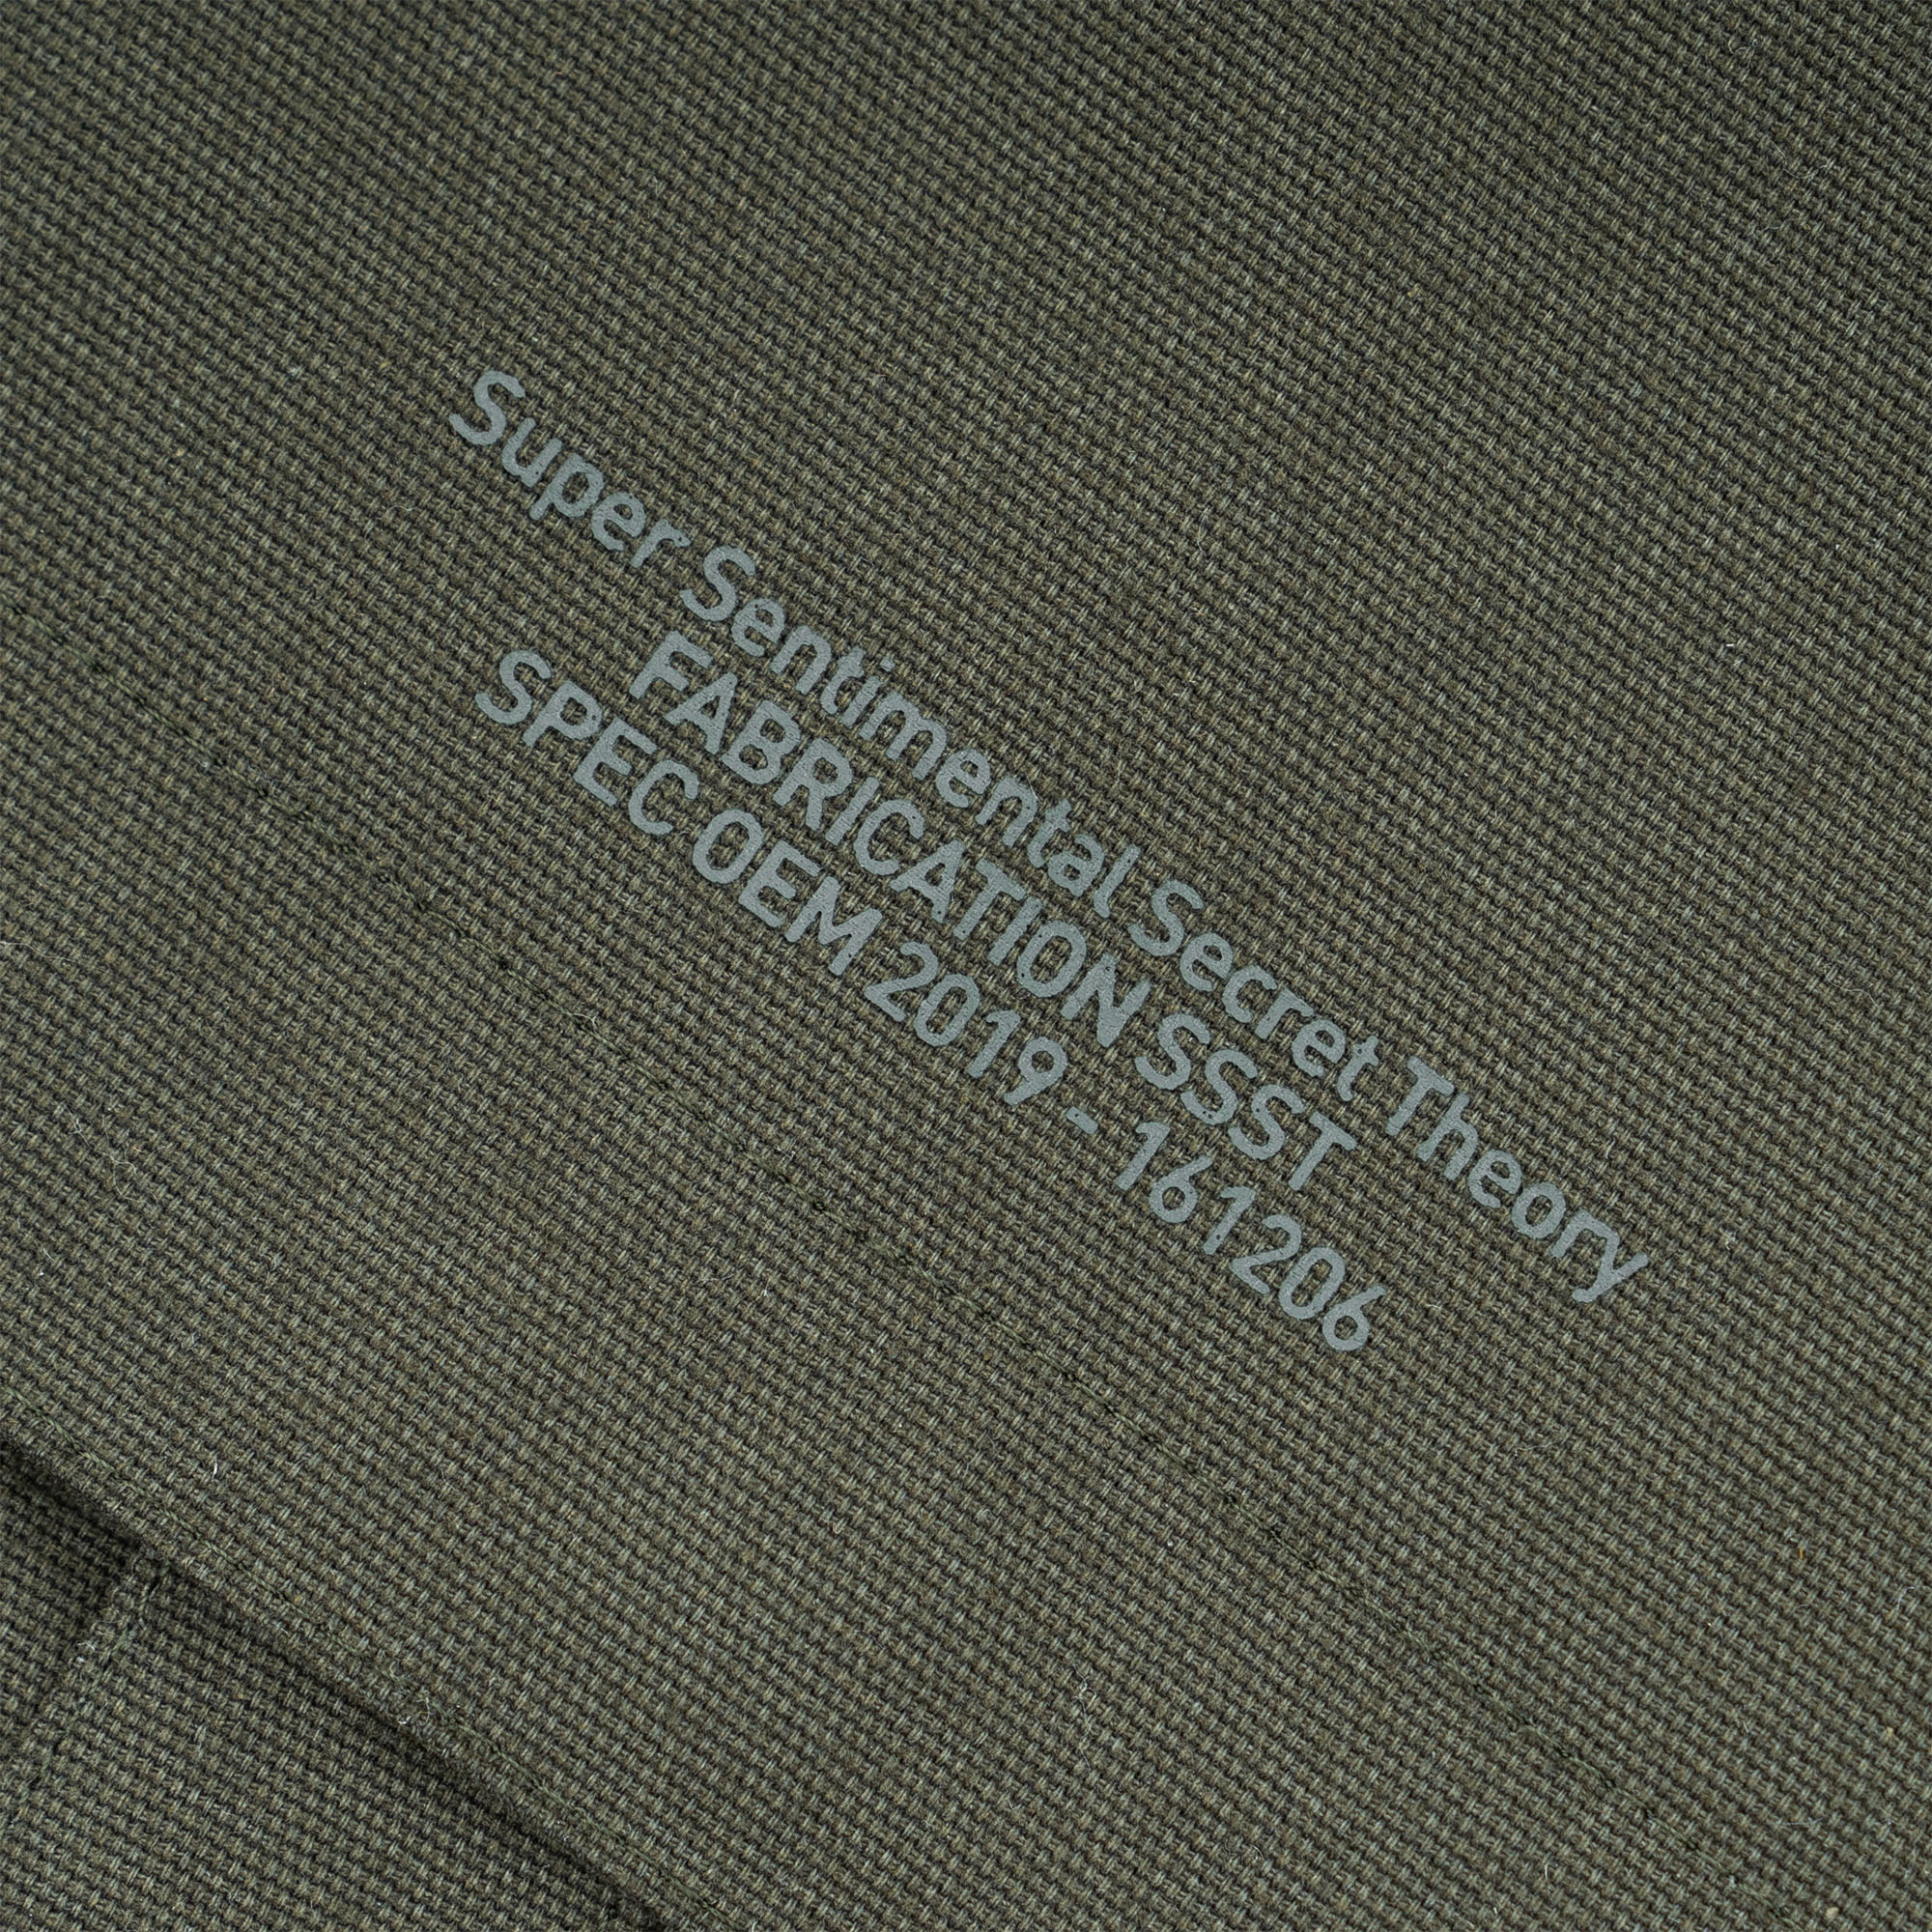 Super Sentimental Secret Theory
FABRICATION SSST
SPEC OEM 2019 - 161206